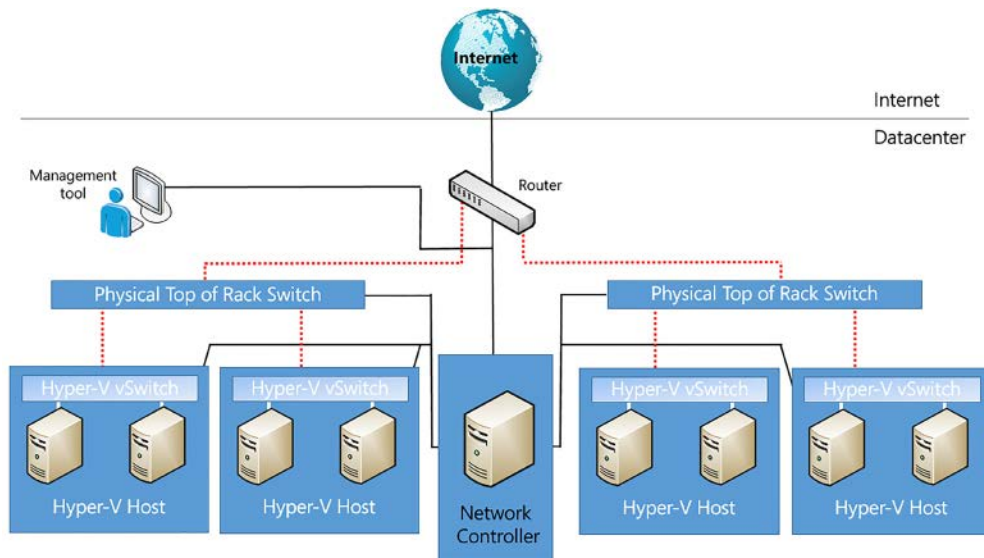 Internet
Internet
Datacenter
Management
tool
Router
Physical Top of Rack Switch
Physical Top of Rack Switch
Hyper-V vSwitch
Hyper-V vSwitch
Hyper-V vSwitch
Hyper-V vSwitch
Hyper-V Host
Hyper-V Host
Network
Controller
Hyper-V Host
Hyper-V Host